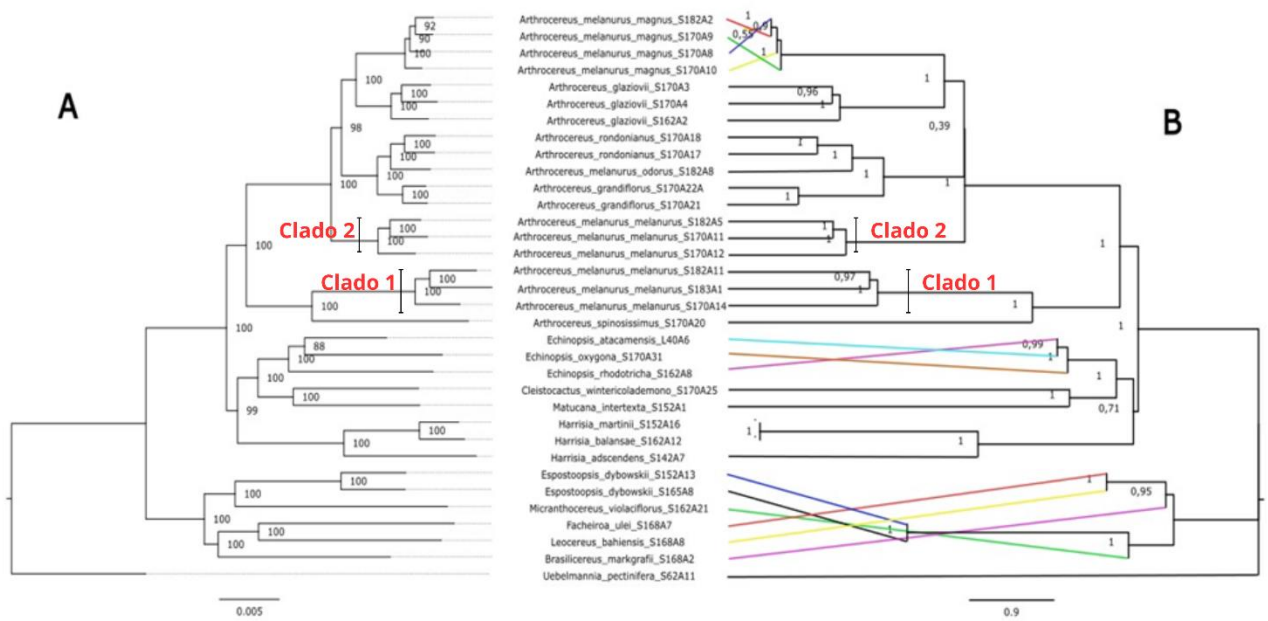 A
B
92
90
100
100
100
100
98
100
100
100
100
100
100
100
100
100
100
100
100
100
88
100
100
100
99
100
100
100
100
100
100
100
Clado 2
Clado 1
0.005
Arthrocereus_melanurus_magnus_S182A2
Arthrocereus_melanurus_magnus_S170A9
Arthrocereus_melanurus_magnus_S170A8
Arthrocereus_melanurus_magnus_S170A10
Arthrocereus_glaziovii_S170A3
Arthrocereus_glaziovii_S170A4
Arthrocereus_glaziovii_S162A2
Arthrocereus_rondonianus_S170A18
Arthrocereus_rondonianus_S170A17
Arthrocereus_melanurus_odorus_S182A8
Arthrocereus_grandiflorus_S170A22A
Arthrocereus_grandiflorus_S170A21
Arthrocereus_melanurus_melanurus_S182A5
Arthrocereus_melanurus_melanurus_S170A11
Arthrocereus_melanurus_melanurus_S170A12
Arthrocereus_melanurus_melanurus_S182A11
Arthrocereus_melanurus_melanurus_S183A1
Arthrocereus_melanurus_melanurus_S170A14
Arthrocereus_spinosissimus_S170A20
Echinopsis_atacamensis_L40A6
Echinopsis_oxygona_S170A31
Echinopsis_rhodotricha_S162A8
Cleistocactus_wintericolademono_S170A25
Matucana_intertexta_S152A1
Harrisia_martinii_S152A16
Harrisia_balansae_S162A12
Harrisia_adscendens_S142A7
Espostoopsis_dybowskii_S152A13
Espostoopsis_dybowskii_S165A8
Micranthocereus_violaciflorus_S162A21
Facheiroa_ulei_S168A7
Leocereus_bahiensis_S168A8
Brasilicereus_markgrafii_S168A2
Uebelmannia_pectinifera_S62A11
1
0,9
1
1
0,96
1
0,39
1
1
1
1
1
1
1
Clado 2
1
0,97
1
Clado 1
1
1
0,99
1
1
1
0,71
1
1
1
0,95
1
1
0.9